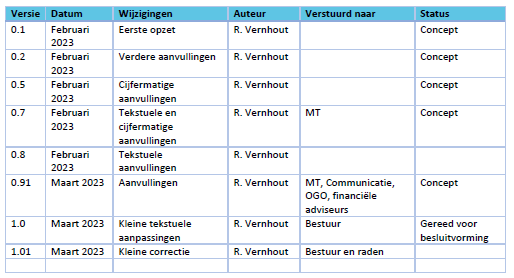 Versie Datum Wijzigingen Auteur Verstuurd naar Status
0.1 Februari 2023 Eerste opzet R. Vernhout Concept
0.2 Februari 2023 Verdere aanvullingen R. Vernhout Concept
0.5 Februari 2023 Cijfermatige aanvullingen R. Vernhout Concept
0.7 Februari 2023 Tekstuele en cijfermatige aanvullingen R. Vernhout MT Concept
0.8 Februari 2023 Tekstuele aanvullingen R. Vernhout
0.91 Maart 2023 Aanvullingen R. Vernhout MT, Communicatie, OGO, financiële adviseurs Concept
1.0 Maart 2023 Kleine tekstuele aanpassingen R. Vernhout Bestuur Gereed voor besluitvorming
1.01 Maart 2023 Kleine correctie R. Vernhout Bestuur en raden